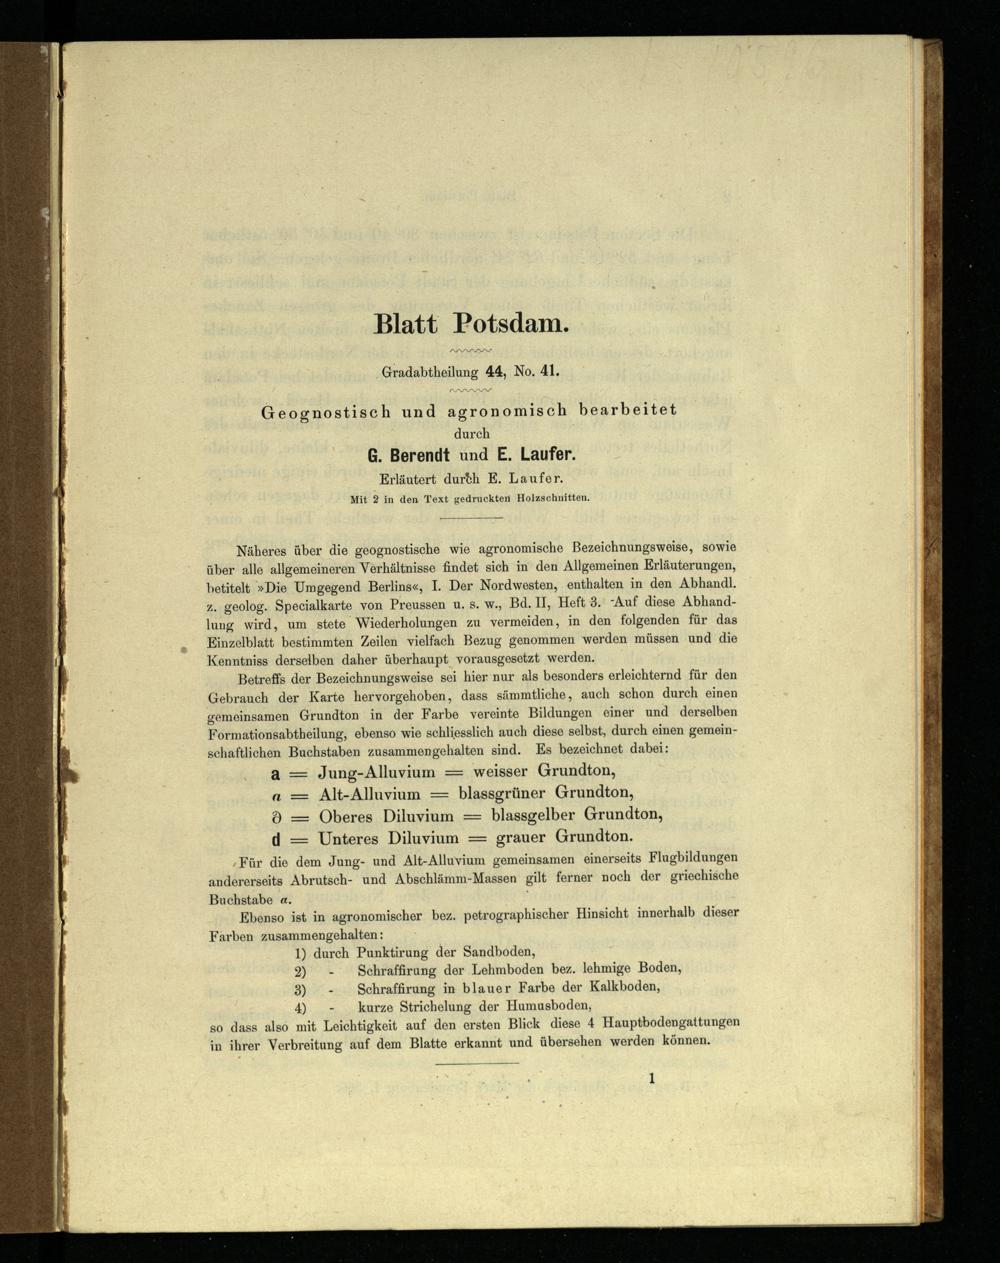 Blatt Potsdam.
Gradabtheilung 44, No. 41.
Geognostisch und agronomisch bearbeitet
durch
G. Berendt und E. Laufer.
Erläutert durch E. Laufer.
Mit 2 in den Text gedruckten Holzschnitten.
Näheres über die geognostische wie agronomische Bezeichnungsweise, sowie
über alle allgemeineren Verhältnisse findet sich in den Allgemeinen Erläuterungen,
betitelt »Die Umgegend Berlins«, I. Der Nordwesten, enthalten in den Abhandl.
z. geolog. Specialkarte von Preussen u. s. w., Bd. II, Heft 3. Auf diese Abhand-
lung wird, um stete Wiederholungen zu vermeiden, in den folgenden für das
Einzelblatt bestimmten Zeilen vielfach Bezug genommen werden müssen und die
Kenntniss derselben daher überhaupt vorausgesetzt werden.
Betreffs der Bezeichnungsweise sei hier nur als besonders erleichternd für den
Gebrauch der Karte hervorgehoben, dass sämmtliche, auch schon durch einen
gemeinsamen Grundton in der Farbe vereinte Bildungen einer und derselben
Formationsabtheilung, ebenso wie schliesslich auch diese selbst, durch einen gemein-
schaftlichen Buchstaben zusammengehalten sind. Es bezeichnet dabei:
a = Jung-Alluvium = weisser Grundton,
a = Alt-Alluvium = blassgrüner Grundton,
∂ = Oberes Diluvium = blassgelber Grundton,
d = Unteres Diluvium = grauer Grundton.
Für die dem Jung- und Alt-Alluvium gemeinsamen einerseits Flugbildungen
andererseits Abrutsch- und Abschlämm-Massen gilt ferner noch der griechische
Buchstabe α.
Ebenso ist in agronomischer bez. petrographischer Hinsicht innerhalb dieser
Farben zusammengehalten:
1) durch Punktirung der Sandboden,
2) - Schraffirung der Lehmboden bez. lehmige Boden,
3) - Schraffirung in blauer Farbe der Kalkboden,
4) - kurze Strichelung der Humusboden,
so dass also mit Leichtigkeit auf den ersten Blick diese 4 Hauptbodengattungen
in ihrer Verbreitung auf dem Blatte erkannt und übersehen werden können.
1